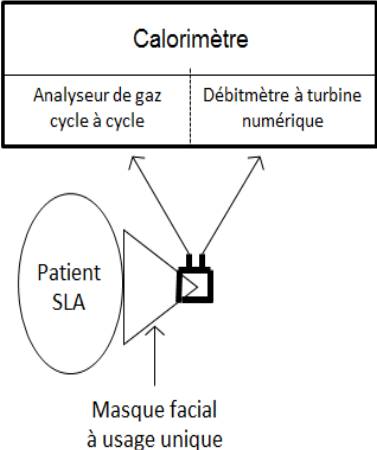 Calorimètre
Analyseur de gaz
cycle à cycle
Débitmètre à turbine
numérique
Patient
SLA
Masque facial
à usage unique